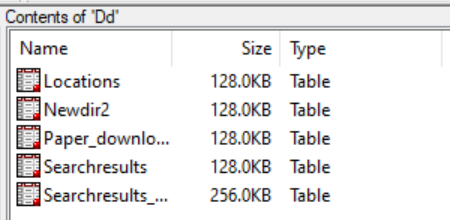 Contents of 'Dd'
Name Size Type
Locations 128.0KB Table
Newdir2 128.0KB Table
Paper_downlo... 128.0KB Table
Searchresults 128.0KB Table
Searchresults_... 256.0KB Table